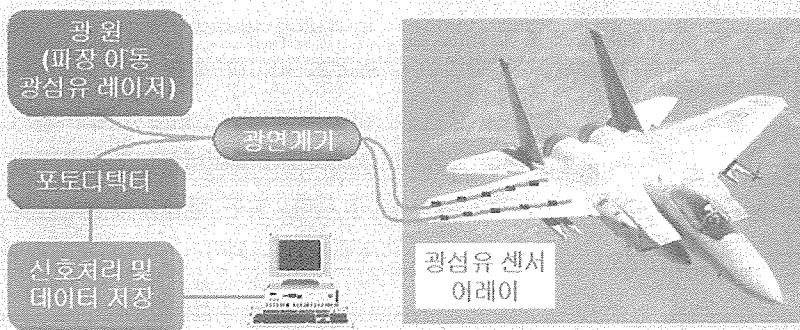 광 원
(파장 이동
광섬유 레이저)
광연계기
포토디텍터
신호처리 및
데이터 저장
광섬유 센서
어레이